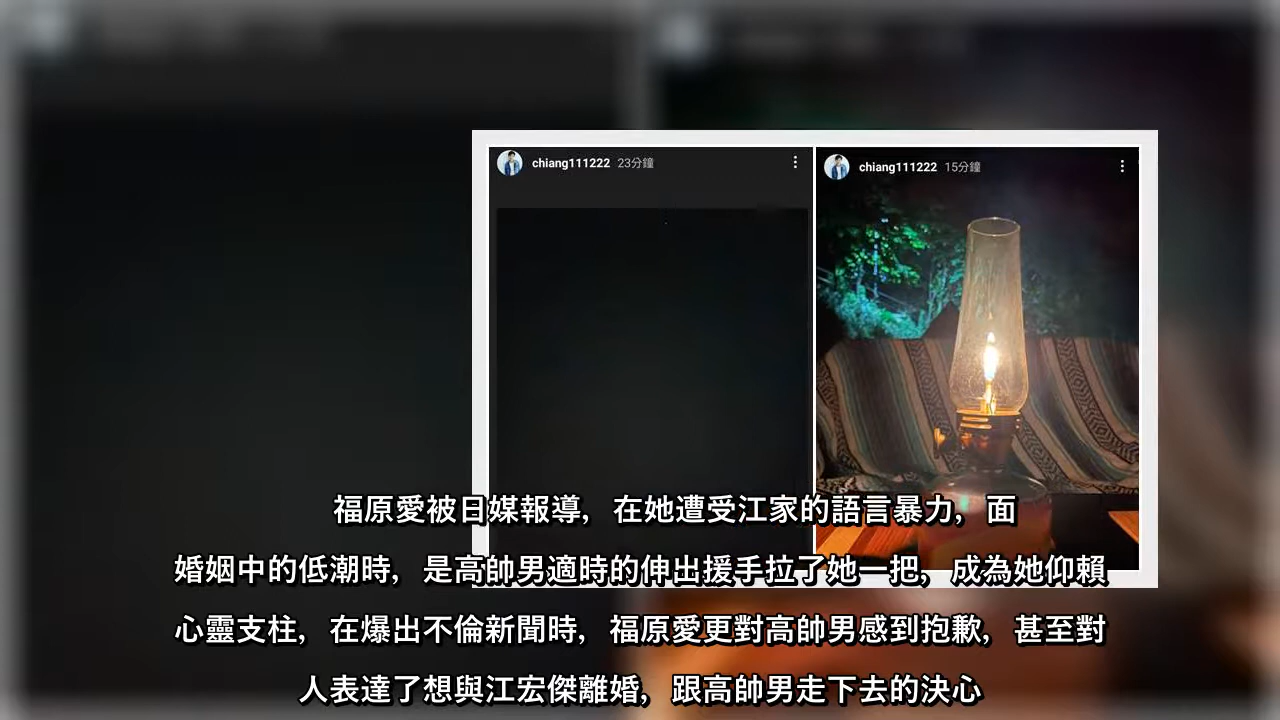 chiang111222 23分鐘
chiang111222 15分鐘
福原愛被日媒報導，在她遭受江家的語言暴力，面
婚姻中的低潮時，是高帥男適時的伸出援手拉了她一把，成為她仰賴
心靈支柱，在爆出不倫新聞時，福原愛更對高帥男感到抱歉，甚至對
人表達了想與江宏傑離婚，跟高帥男走下去的決心